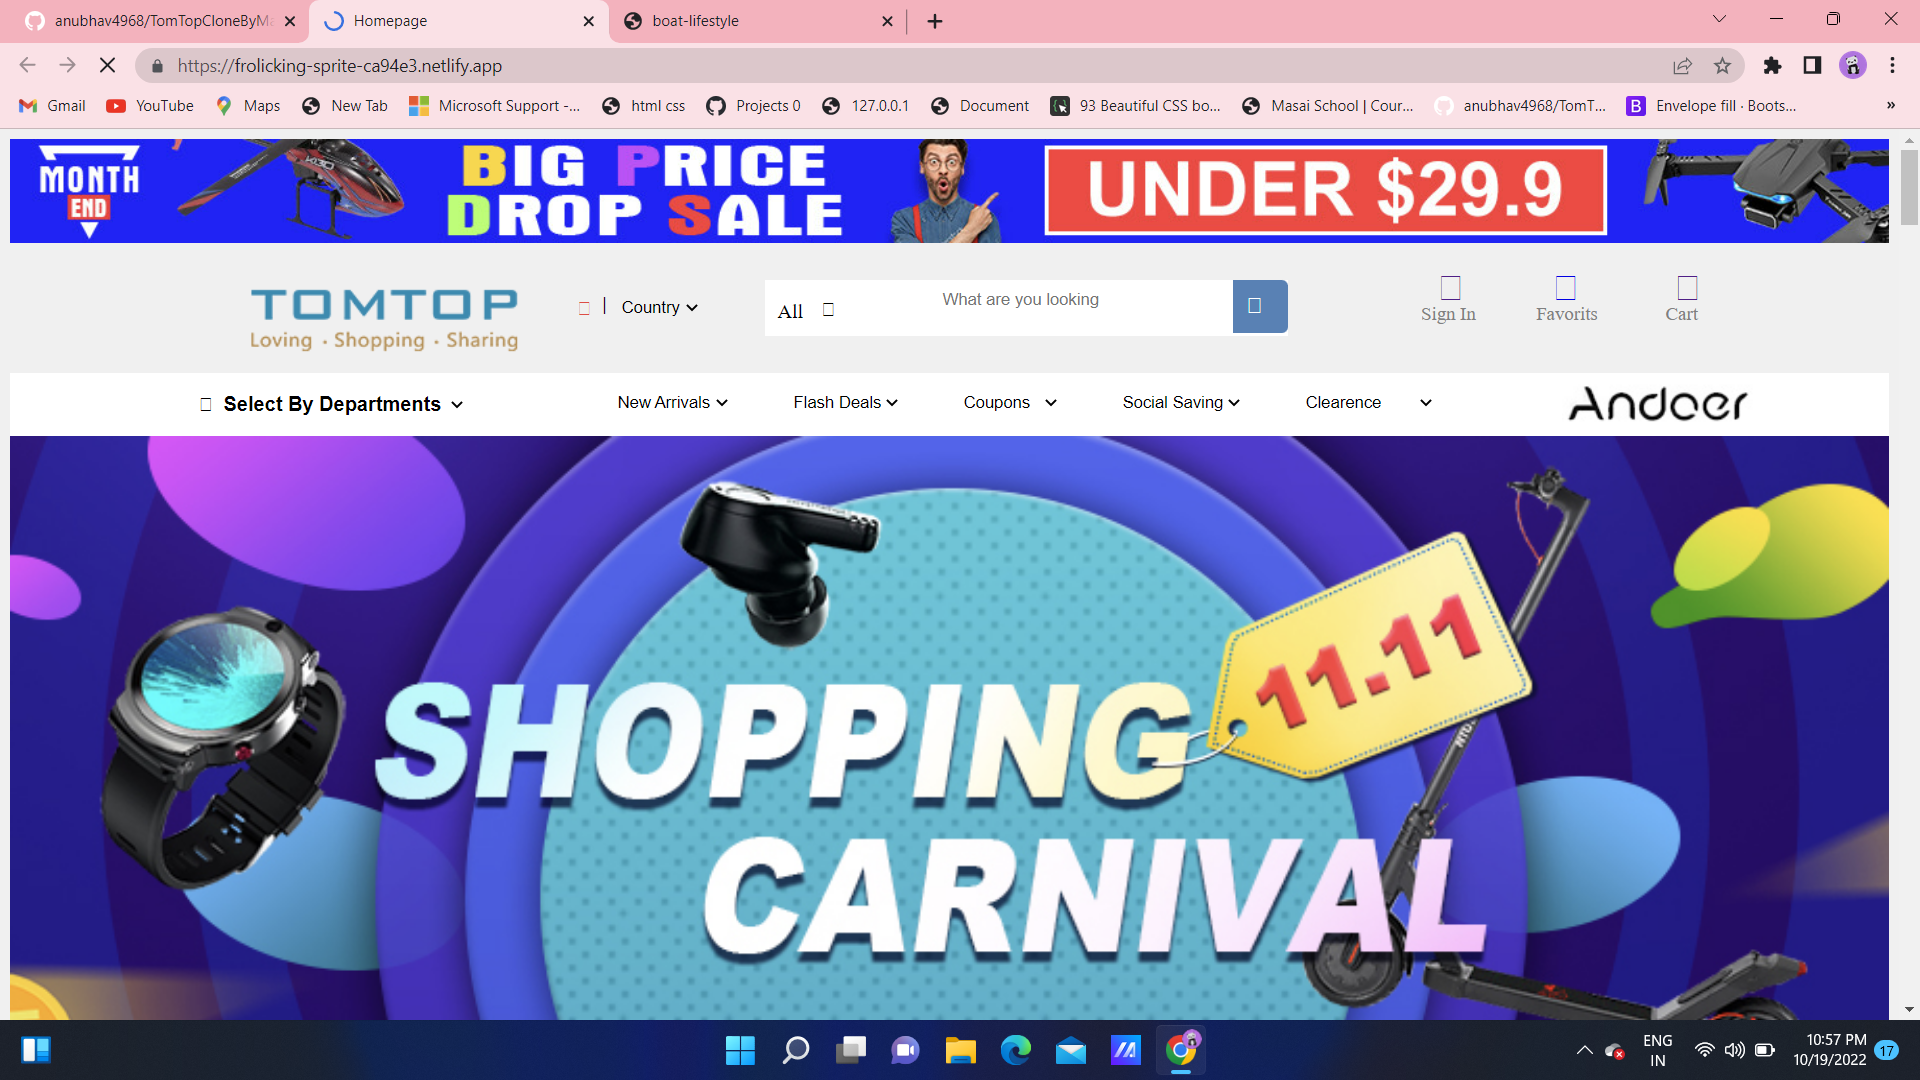 anubhav4968/TomTopCloneByMa
Homepage
boat-lifestyle
https://frolicking-sprite-ca94e3.netlify.app
Gmail
YouTube
Maps
New Tab
Microsoft Support -...
html css
Projects 0
127.0.0.1
Document
93 Beautiful CSS bo...
Masai School | Cour...
anubhav4968/TomT...
Envelope fill · Boots...
»
MONTH
END
BIG PRICE
DROP SALE
UNDER $29.9
TOMTOP
Loving · Shopping · Sharing
| Country
All
What are you looking
Sign In
Favorits
Cart
Select By Departments
New Arrivals
Flash Deals
Coupons
Social Saving
Clearence
Andoer
11.11
SHOPPING
CARNIVAL
ENG
IN
10:57 PM
10/19/2022
17